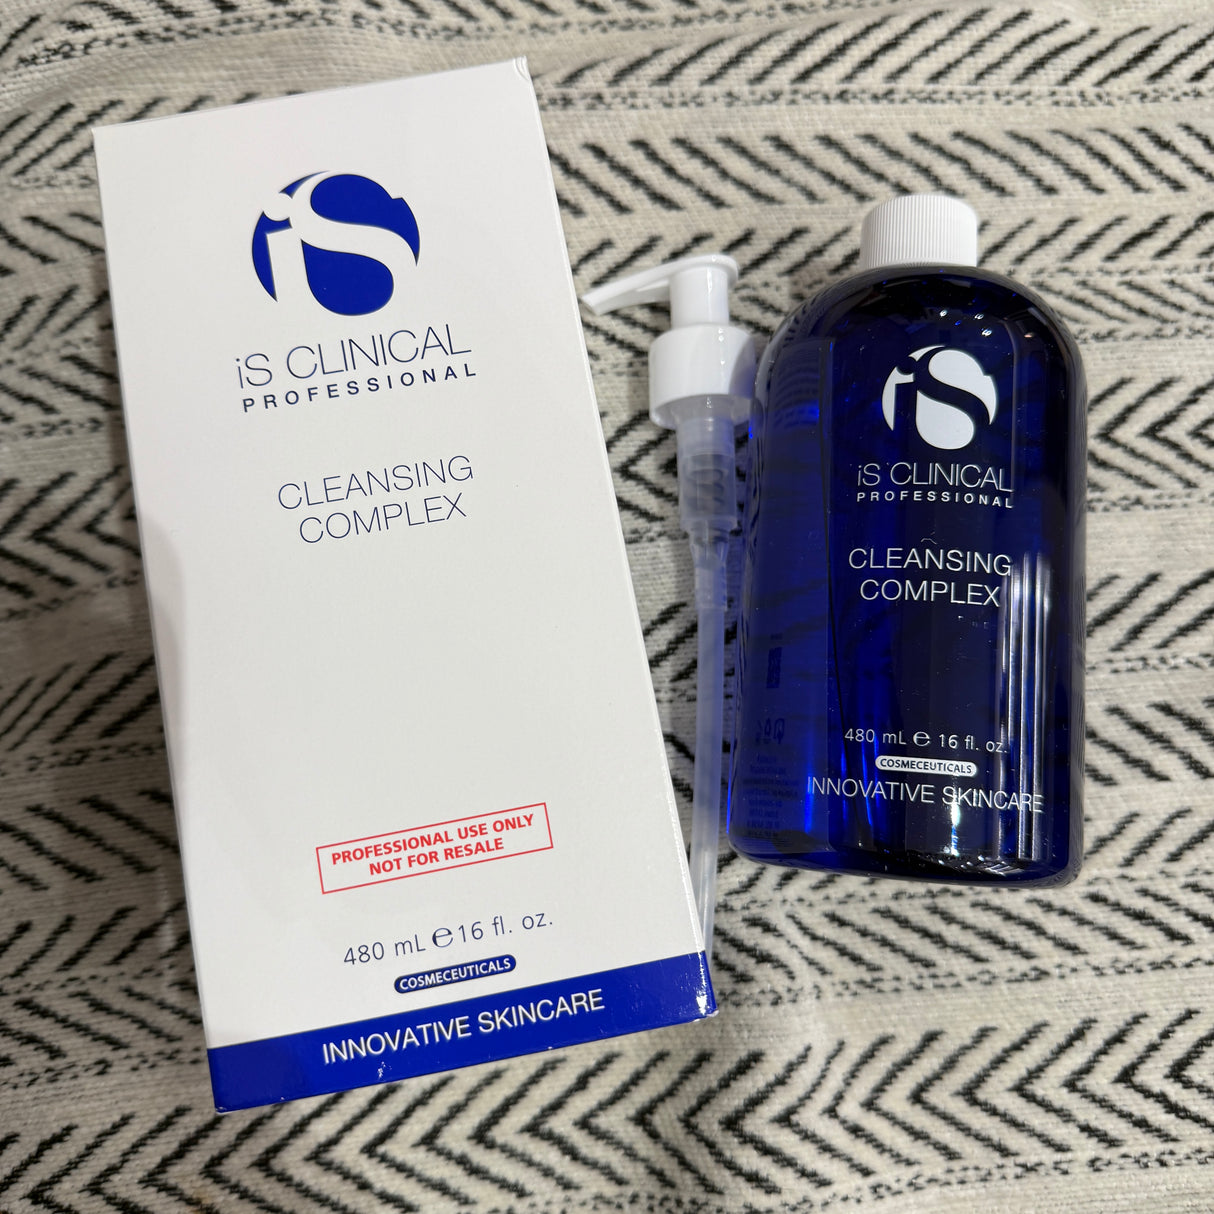 iS
iS CLINICAL
PROFESSIONAL
CLEANSING
COMPLEX
PROFESSIONAL USE ONLY
NOT FOR RESALE
480 mL ℮ 16 fl. oz.
COSMECEUTICALS
INNOVATIVE SKINCARE
iS
iS CLINICAL
PROFESSIONAL
CLEANSING
COMPLEX
480 mL ℮ 16 fl. oz.
COSMECEUTICALS
INNOVATIVE SKINCARE